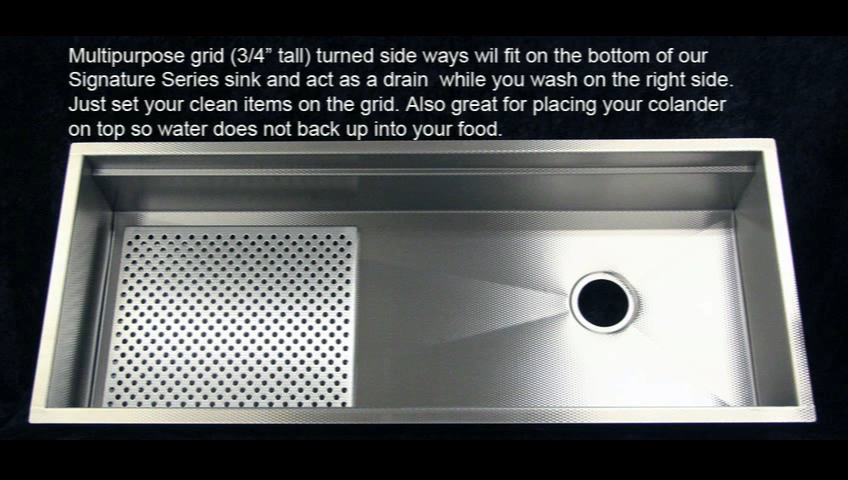 Multipurpose grid (3/4” tall) turned side ways wil fit on the bottom of our
Signature Series sink and act as a drain  while you wash on the right side.
Just set your clean items on the grid. Also great for placing your colander
on top so water does not back up into your food.